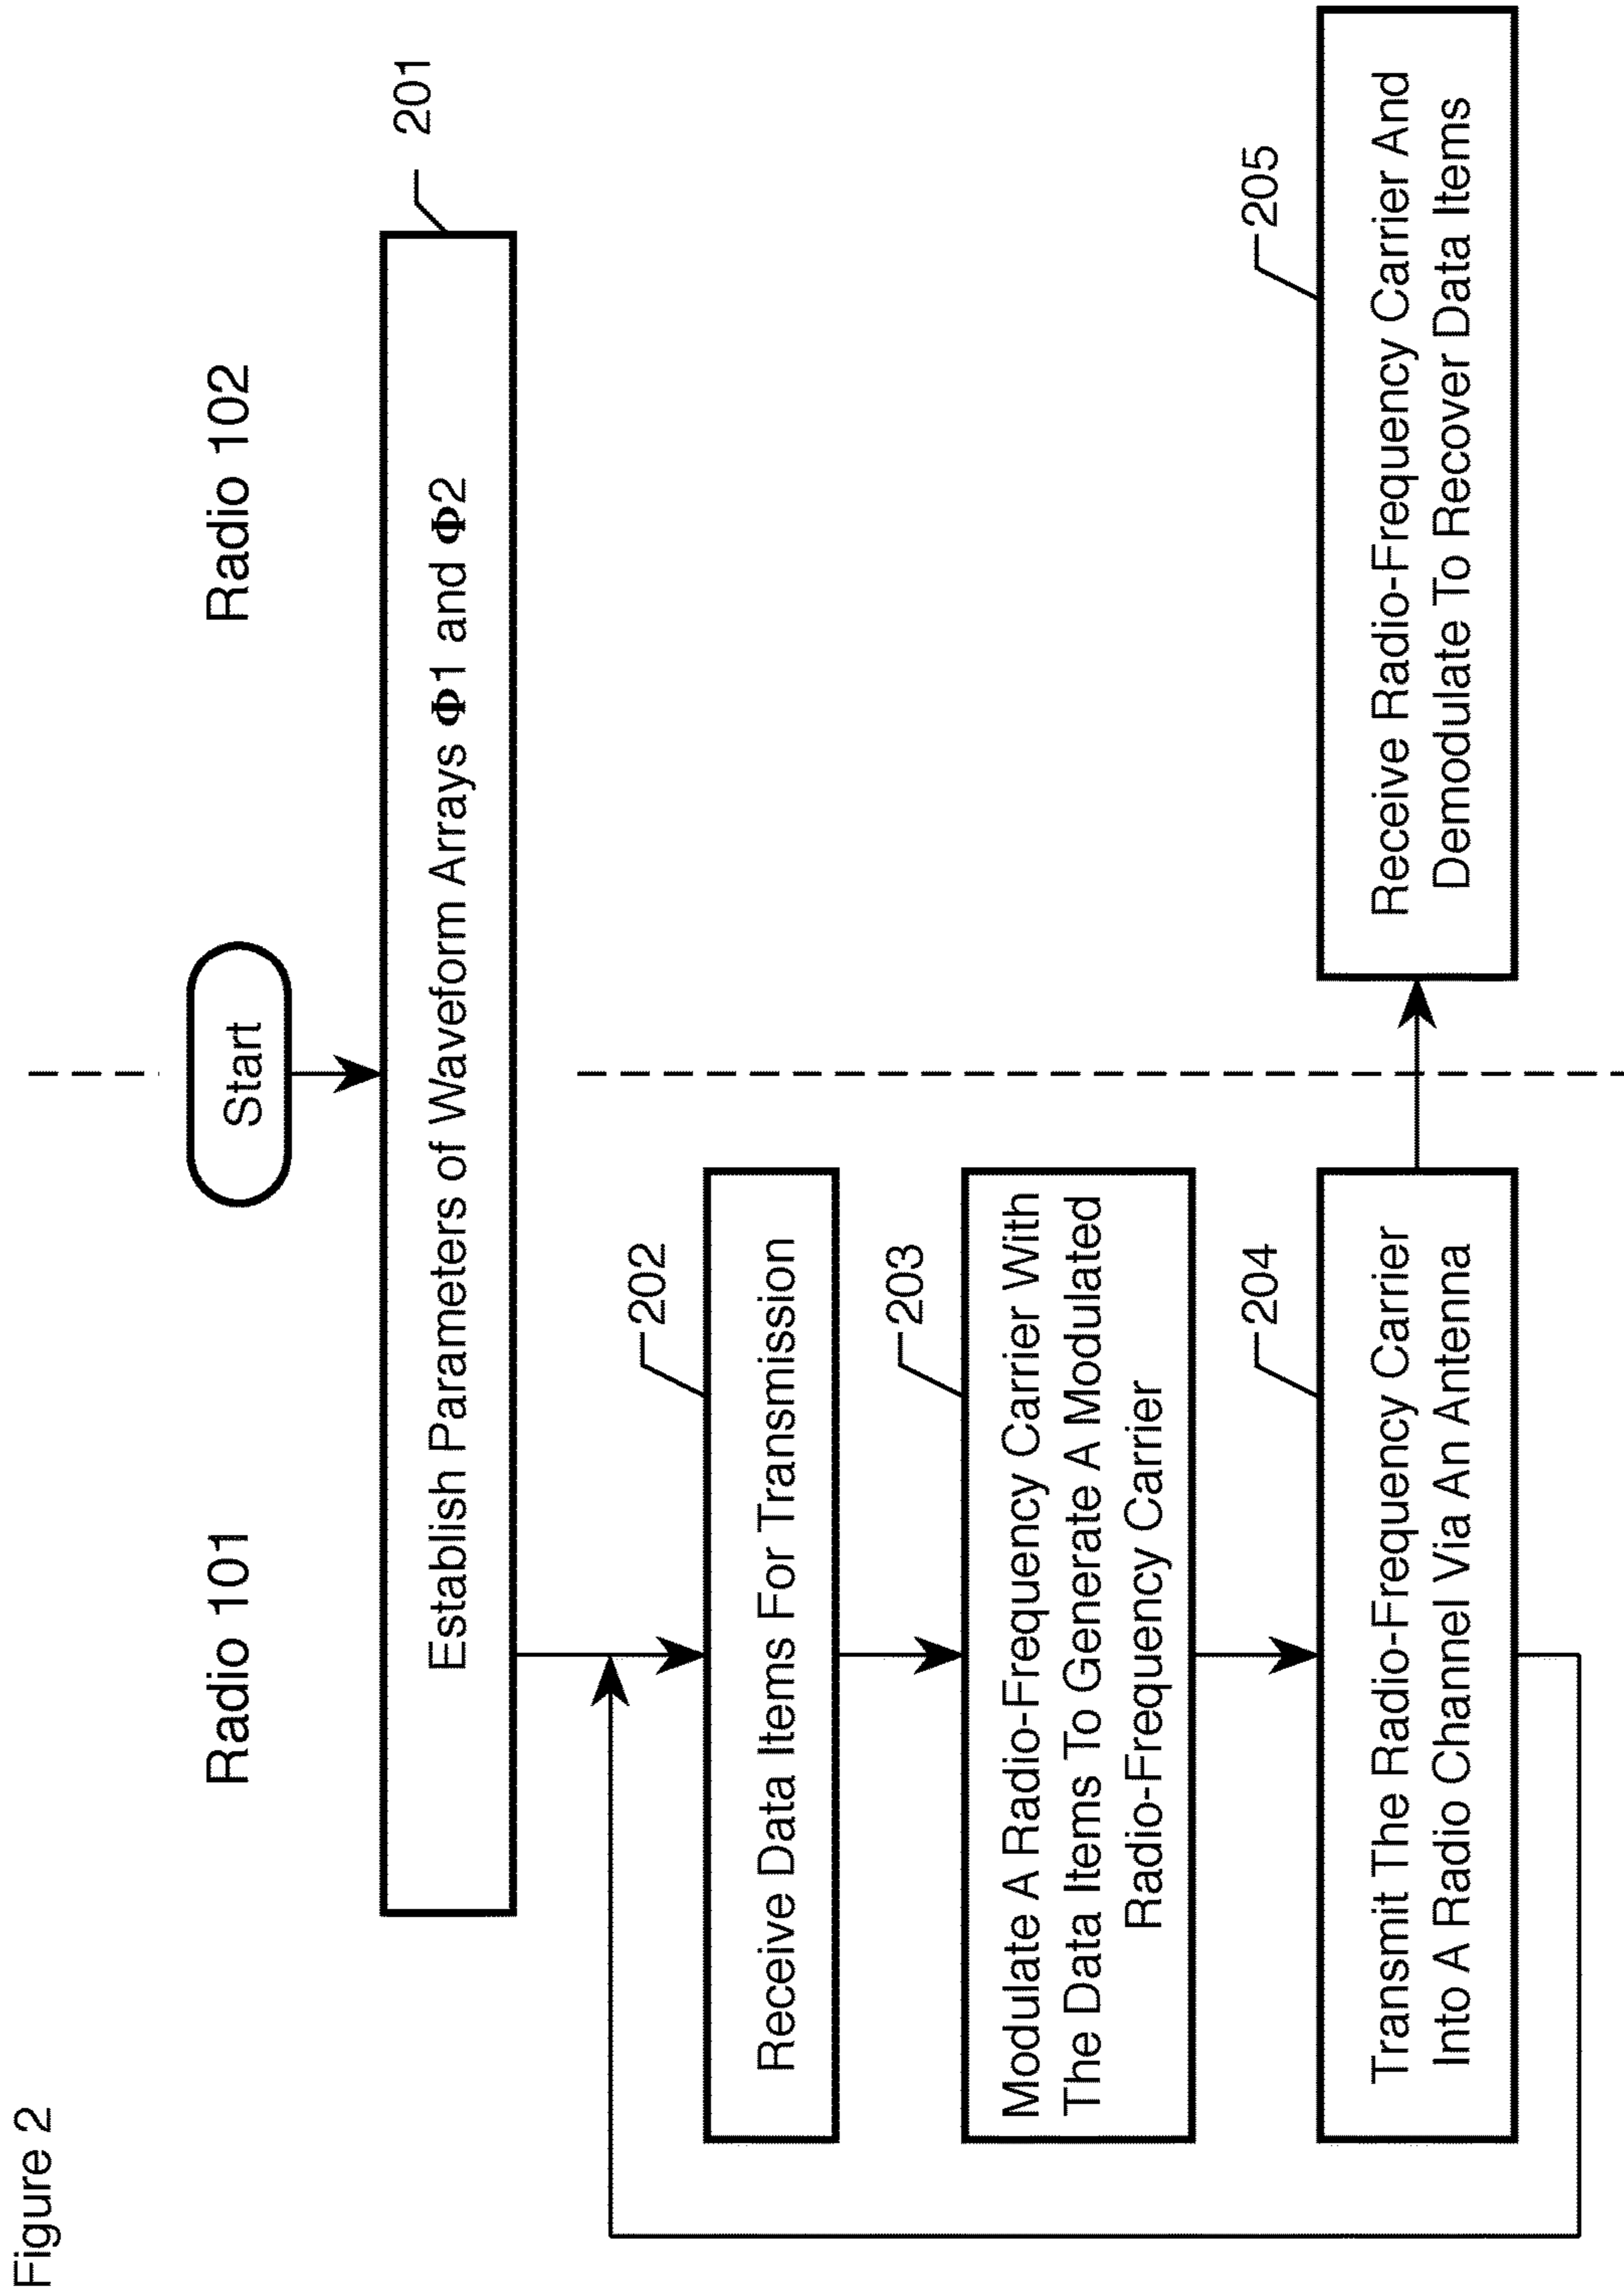 Figure 2
Radio 101
Radio 102
Start
201
Establish Parameters of Waveform Arrays Φ1 and Φ2
202
Receive Data Items For Transmission
203
Modulate A Radio-Frequency Carrier With
The Data Items To Generate A Modulated
Radio-Frequency Carrier
204
Transmit The Radio-Frequency Carrier
Into A Radio Channel Via An Antenna
205
Receive Radio-Frequency Carrier And
Demodulate To Recover Data Items